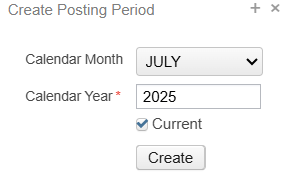 Create Posting Period + ×
Calendar Month JULY
Calendar Year * 2025
Current
Create